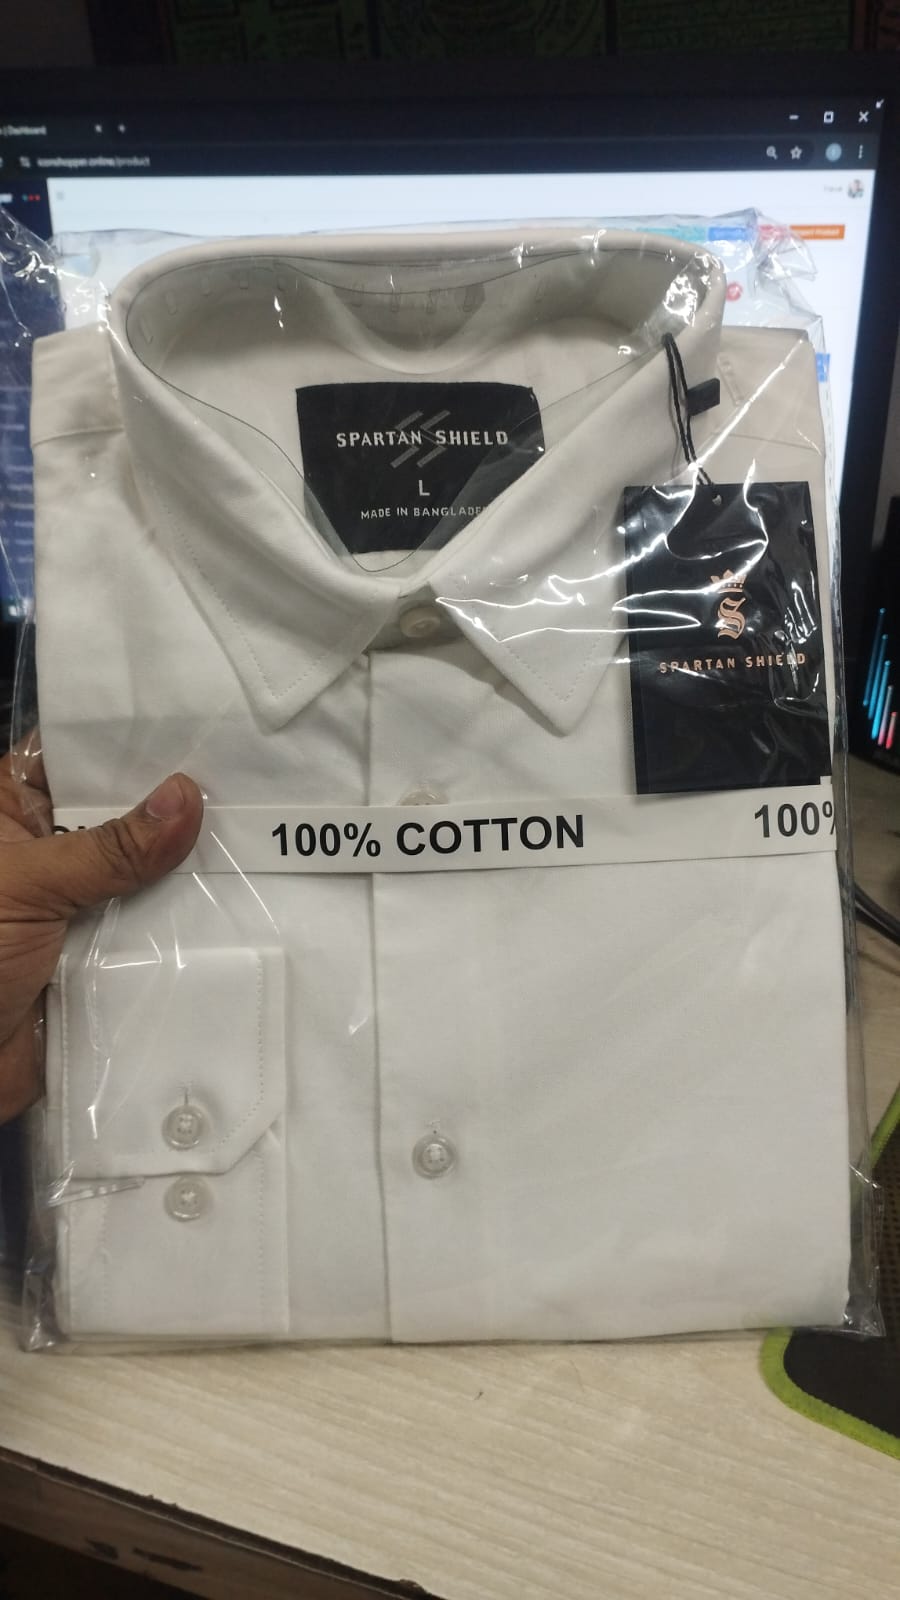 SPARTAN SHIELD
L
MADE IN BANGLADE
S
SPARTAN SHIELD
100% COTTON
100%